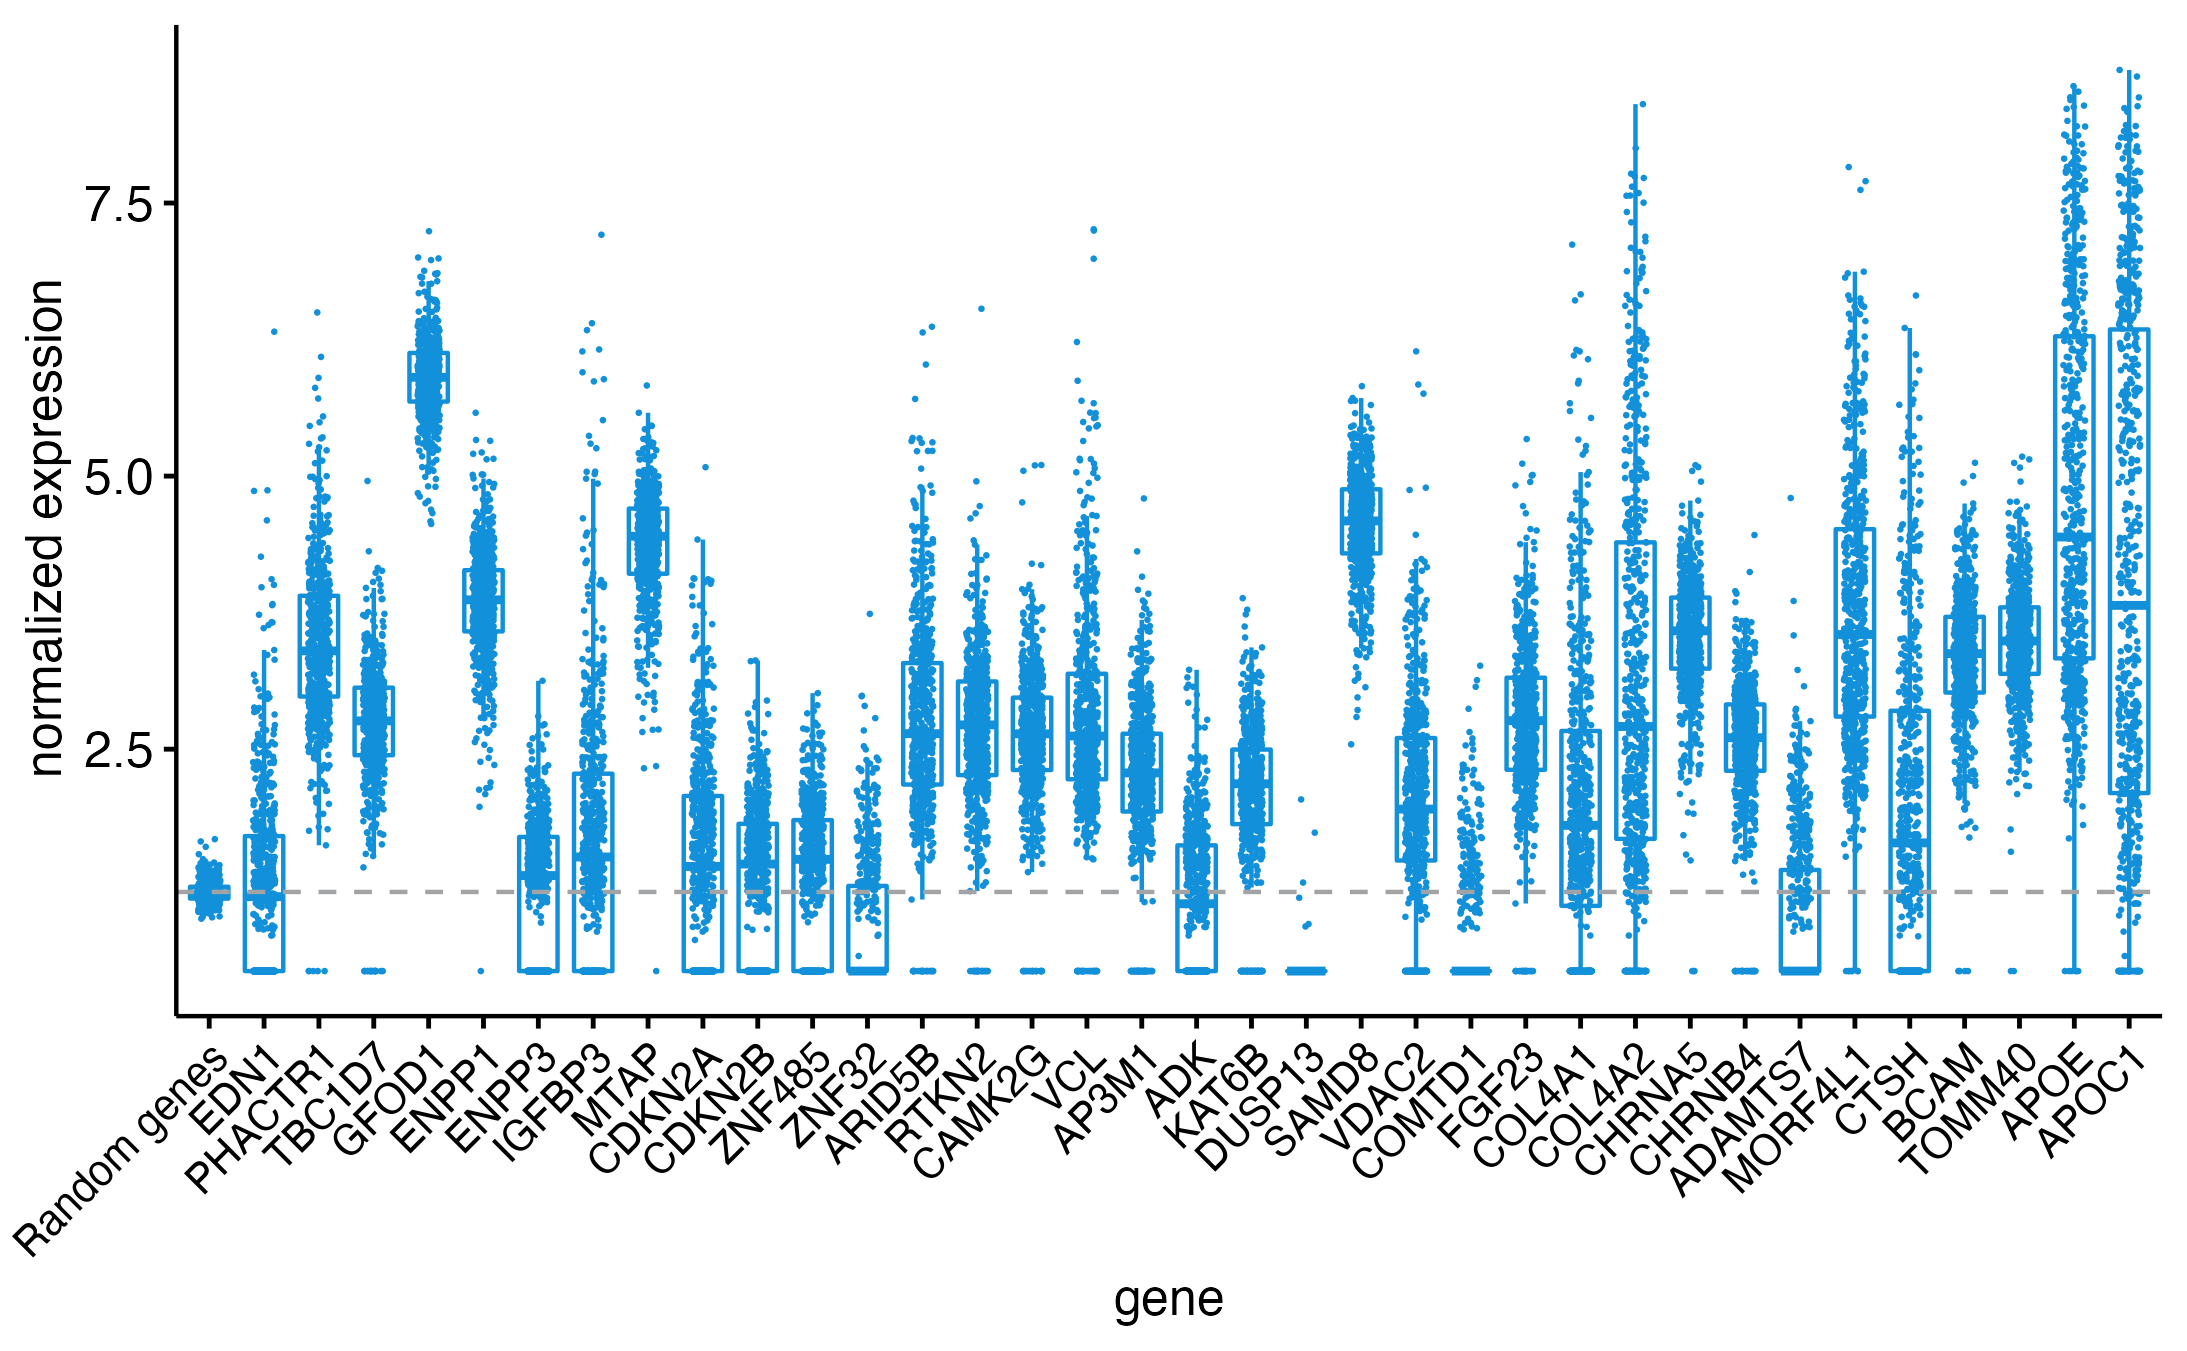 normalized expression
7.5
5.0
2.5
Random genes
EDN1
PHACTR1
TBC1D7
GFOD1
ENPP1
ENPP3
IGFBP3
MTAP
CDKN2A
CDKN2B
ZNF485
ZNF32
ARID5B
RTKN2
CAMK2G
VCL
AP3M1
ADK
KAT6B
DUSP13
SAMD8
VDAC2
COMTD1
FGF23
COL4A1
COL4A2
CHRNA5
CHRNB4
ADAMTS7
MORF4L1
CTSH
BCAM
TOMM40
APOE
APOC1
gene